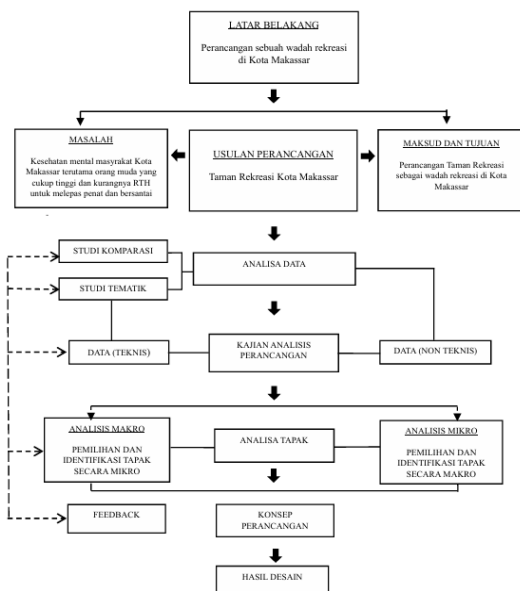 LATAR BELAKANG
Perancangan sebuah wadah rekreasi
di Kota Makassar
MASALAH
Kesehatan mental masyrakat Kota
Makassar terutama orang muda yang
cukup tinggi dan kurangnya RTH
untuk melepas penat dan bersantai
USULAN PERANCANGAN
Taman Rekreasi Kota Makassar
MAKSUD DAN TUJUAN
Perancangan Taman Rekreasi
sebagai wadah rekreasi di Kota
Makassar
STUDI KOMPARASI
ANALISA DATA
STUDI TEMATIK
DATA (TEKNIS)
KAJIAN ANALISIS
PERANCANGAN
DATA (NON TEKNIS)
ANALISIS MAKRO
PEMILIHAN DAN
IDENTIFIKASI TAPAK
SECARA MIKRO
ANALISA TAPAK
ANALISIS MIKRO
PEMILIHAN DAN
IDENTIFIKASI TAPAK
SECARA MAKRO
FEEDBACK
KONSEP
PERANCANGAN
HASIL DESAIN